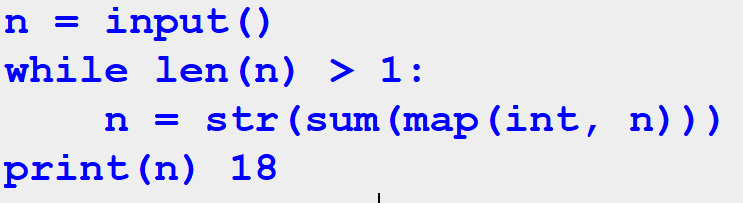 n = input()
while len(n) > 1:
    n = str(sum(map(int, n)))
print(n) 18